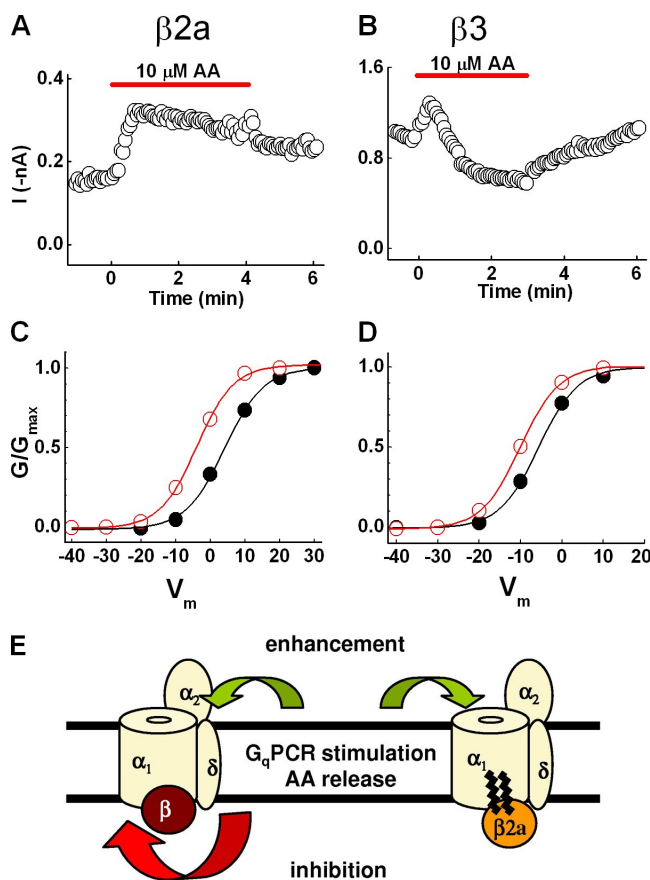 A β2a B β3
10 μM AA 10 μM AA
0.4 1.6
0.2 0.8
0.0 0.0
I (-nA)
0 2 4 6 0 2 4 6
Time (min) Time (min)
C D
1.0 1.0
0.5 0.5
0.0 0.0
G/Gmax
-40 -30 -20 -10 0 10 20 30 -40 -30 -20 -10 0 10 20
Vm Vm
E
enhancement
α2 α2
α1 δ GqPCR stimulation α1 δ
AA release
β β2a
inhibition